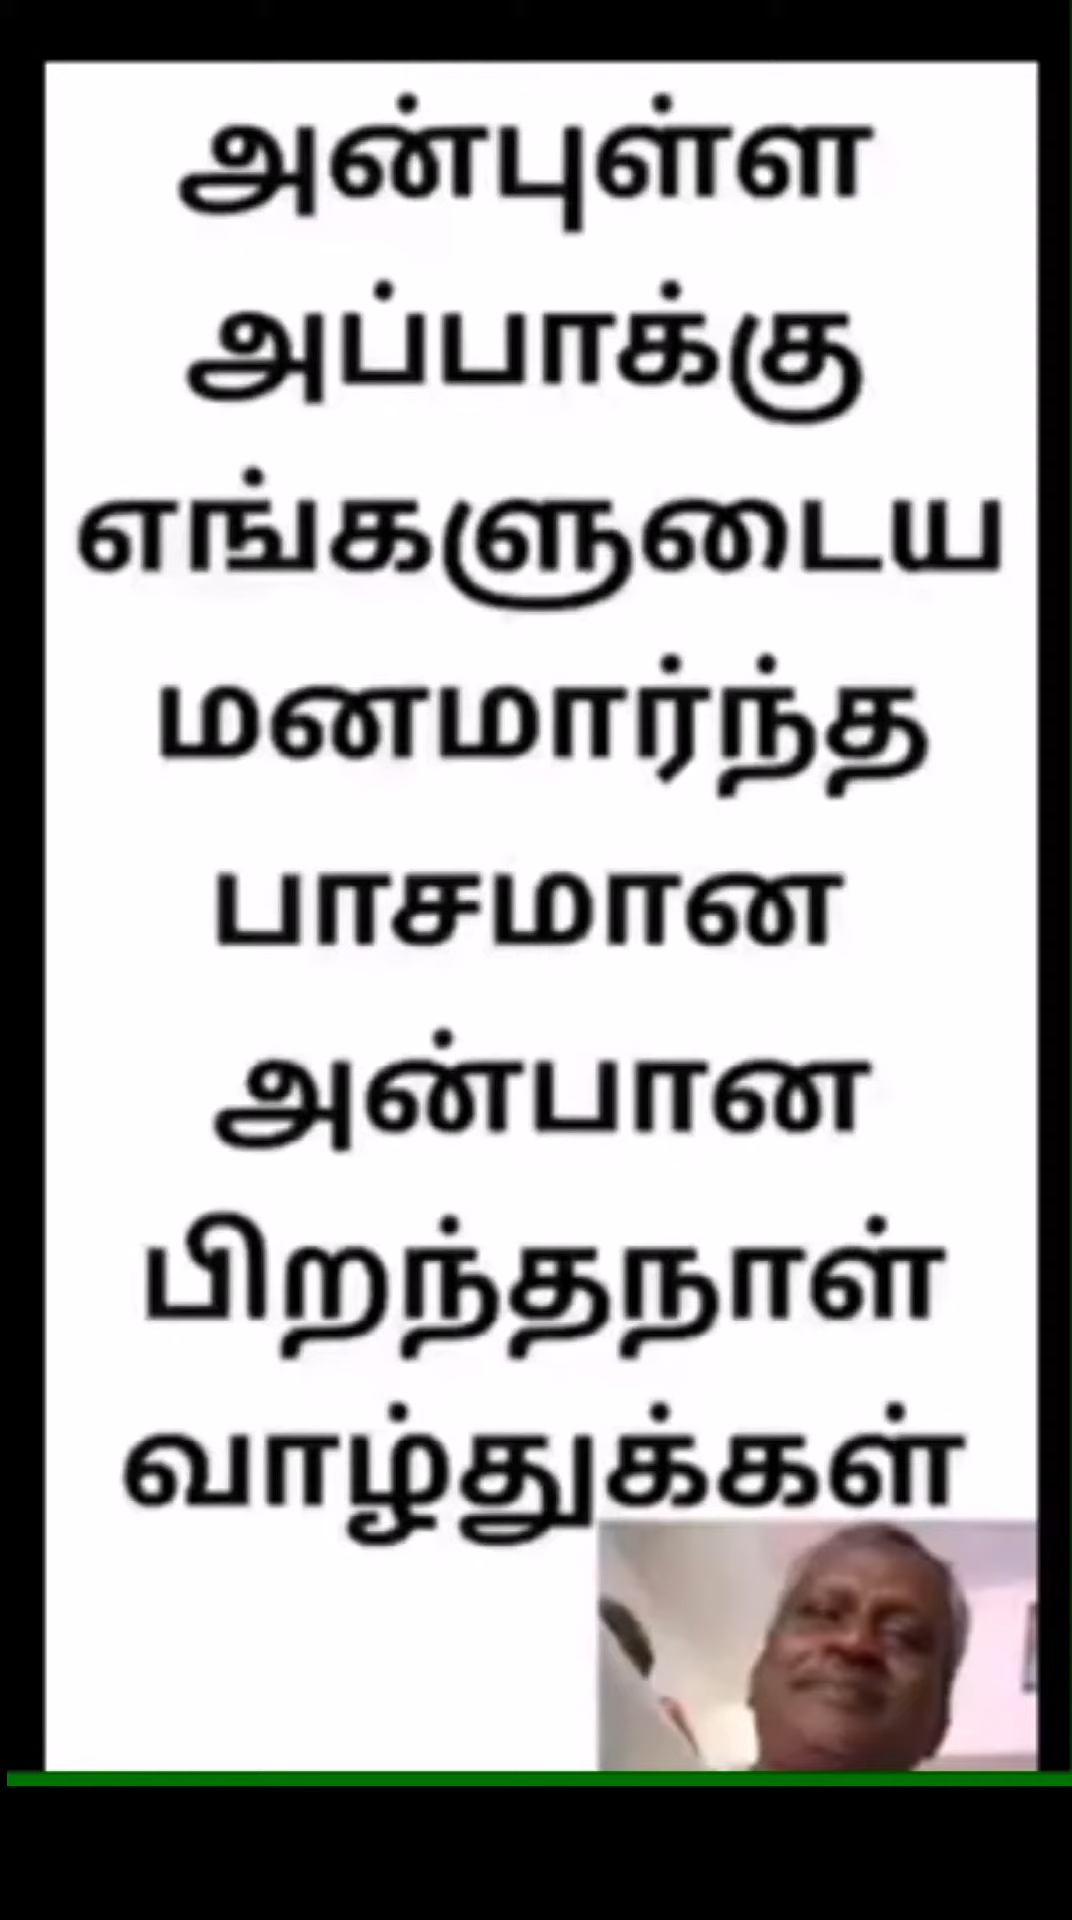 அன்புள்ள
அப்பாக்கு
எங்களுடைய
மனமார்ந்த
பாசமான
அன்பான
பிறந்தநாள்
வாழ்துக்கள்